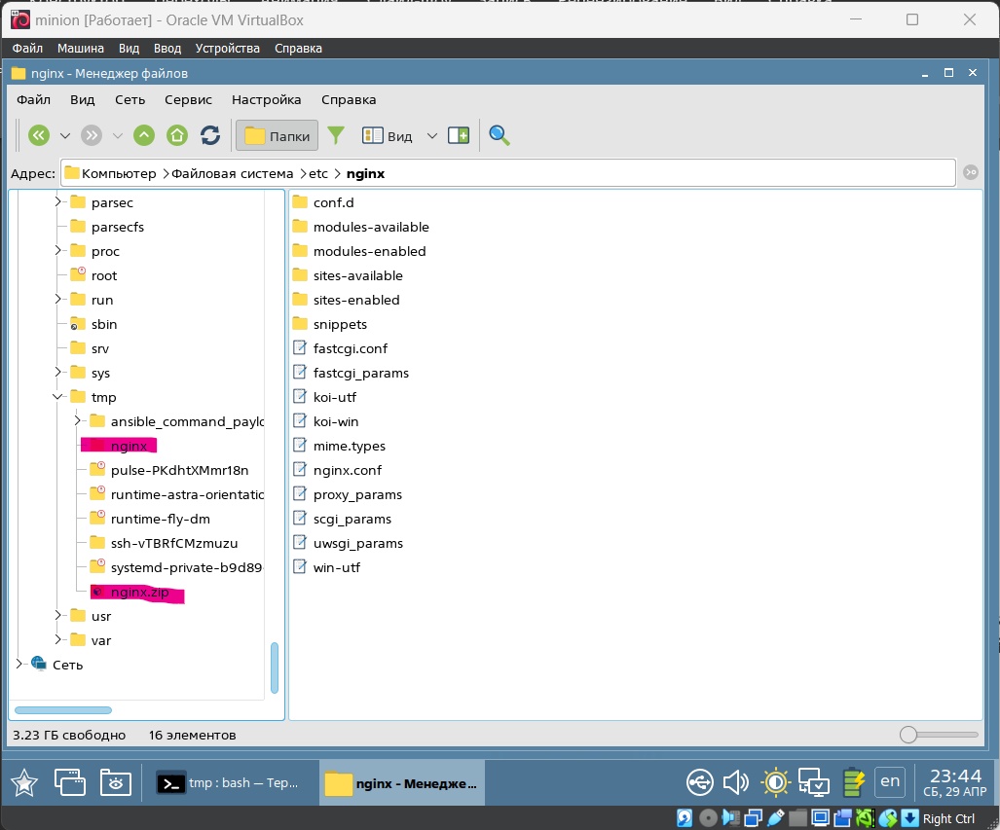 minion [Работает] - Oracle VM VirtualBox
Файл Машина Вид Ввод Устройства Справка
nginx - Менеджер файлов
Файл Вид Сеть Сервис Настройка Справка
Папки Вид
Адрес: Компьютер Файловая система etc nginx
parsec
parsecfs
proc
root
run
sbin
srv
sys
tmp
ansible_command_paylo
nginx
pulse-PKdhtXMmr18n
runtime-astra-orientatio
runtime-fly-dm
ssh-vTBRfCMzmuzu
systemd-private-b9d89
nginx.zip
usr
var
Сеть
conf.d
modules-available
modules-enabled
sites-available
sites-enabled
snippets
fastcgi.conf
fastcgi_params
koi-utf
koi-win
mime.types
nginx.conf
proxy_params
scgi_params
uwsgi_params
win-utf
3.23 ГБ свободно 16 элементов
tmp : bash — Тер...
nginx - Менедже...
en
23:44
СБ, 29 АПР
Right Ctrl